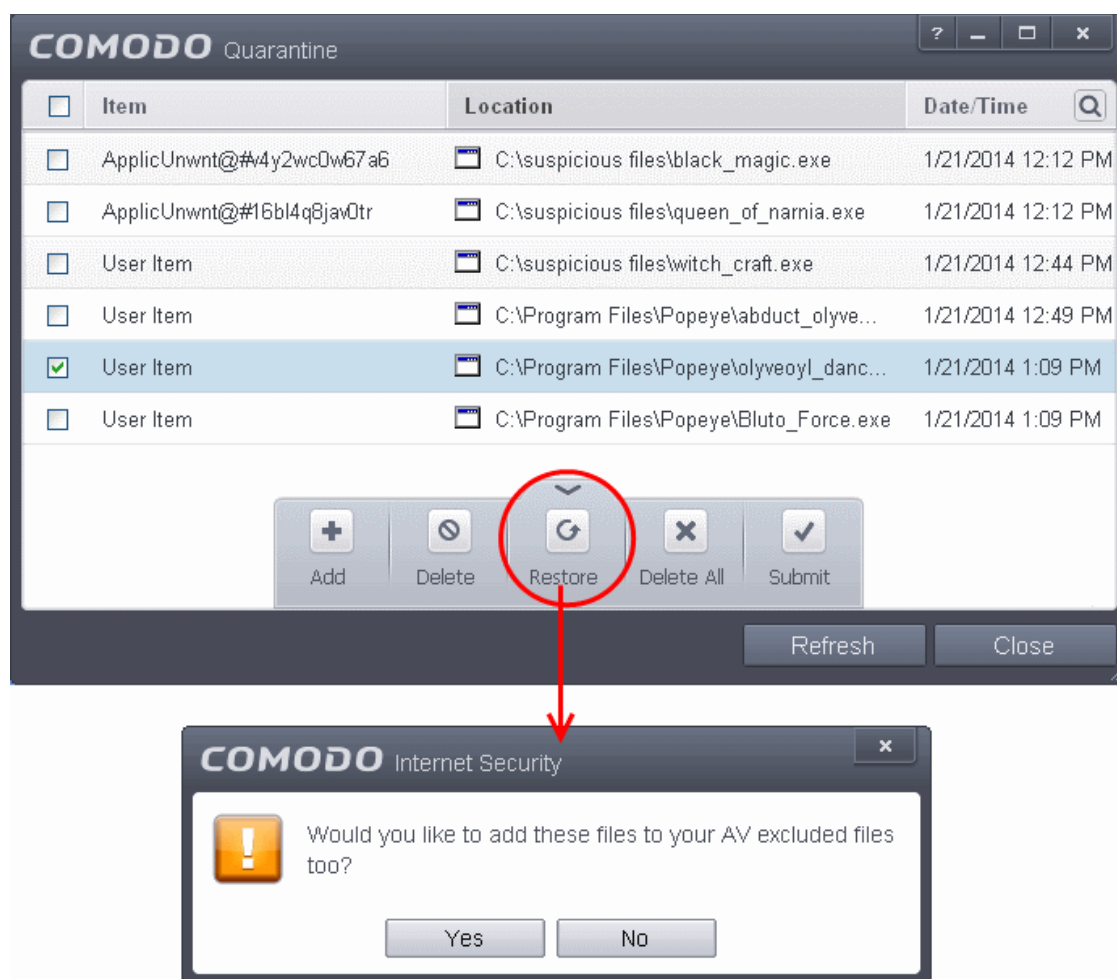 COMODO Quarantine ?
Item Location Date/Time
ApplicUnwnt@#v4y2wc0w67a6 C:\suspicious files\black_magic.exe 1/21/2014 12:12 PM
ApplicUnwnt@#16bl4q8jav0tr C:\suspicious files\queen_of_narnia.exe 1/21/2014 12:12 PM
User Item C:\suspicious files\witch_craft.exe 1/21/2014 12:44 PM
User Item C:\Program Files\Popeye\abduct_olyve... 1/21/2014 12:49 PM
User Item C:\Program Files\Popeye\olyveoyl_danc... 1/21/2014 1:09 PM
User Item C:\Program Files\Popeye\Bluto_Force.exe 1/21/2014 1:09 PM
Add Delete Restore Delete All Submit
Refresh Close
COMODO Internet Security
Would you like to add these files to your AV excluded files
too?
Yes No